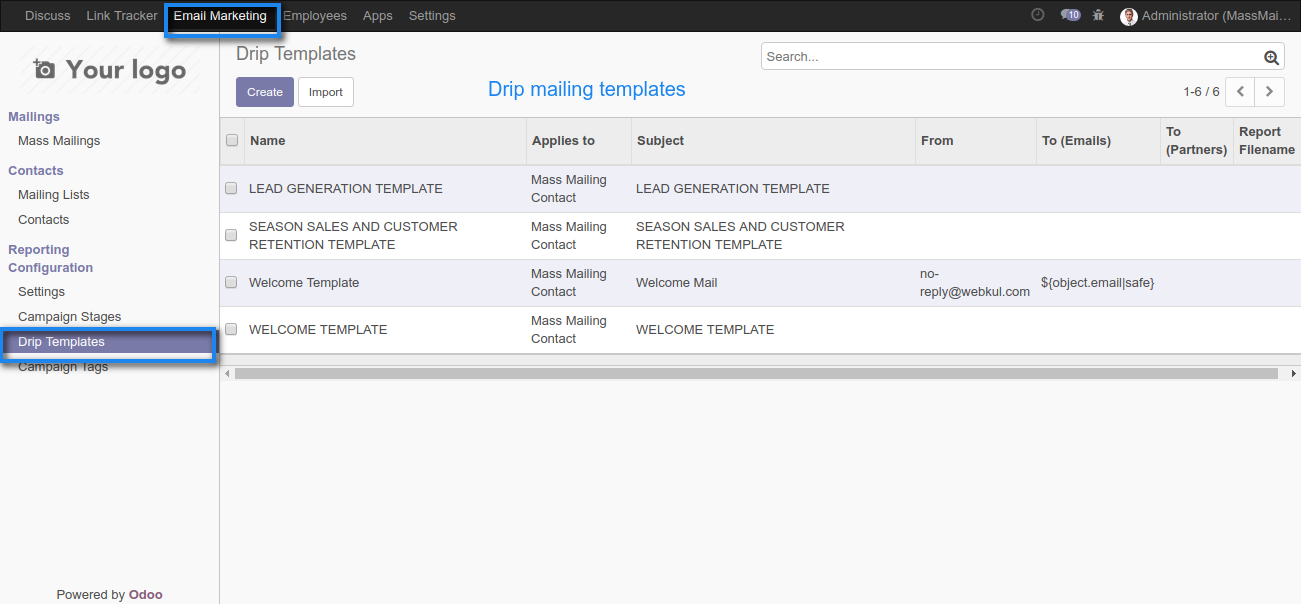 Discuss Link Tracker Email Marketing Employees Apps Settings 10 Administrator (MassMai...
Your logo
Drip Templates
Search...
Create Import
Drip mailing templates
1-6 / 6
Mailings
Mass Mailings
Contacts
Mailing Lists
Contacts
Reporting
Configuration
Settings
Campaign Stages
Drip Templates
Campaign Tags
Name Applies to Subject From To (Emails) To (Partners) Report Filename
LEAD GENERATION TEMPLATE Mass Mailing Contact LEAD GENERATION TEMPLATE
SEASON SALES AND CUSTOMER RETENTION TEMPLATE Mass Mailing Contact SEASON SALES AND CUSTOMER RETENTION TEMPLATE
Welcome Template Mass Mailing Contact Welcome Mail no-reply@webkul.com ${object.email|safe}
WELCOME TEMPLATE Mass Mailing Contact WELCOME TEMPLATE
Powered by Odoo